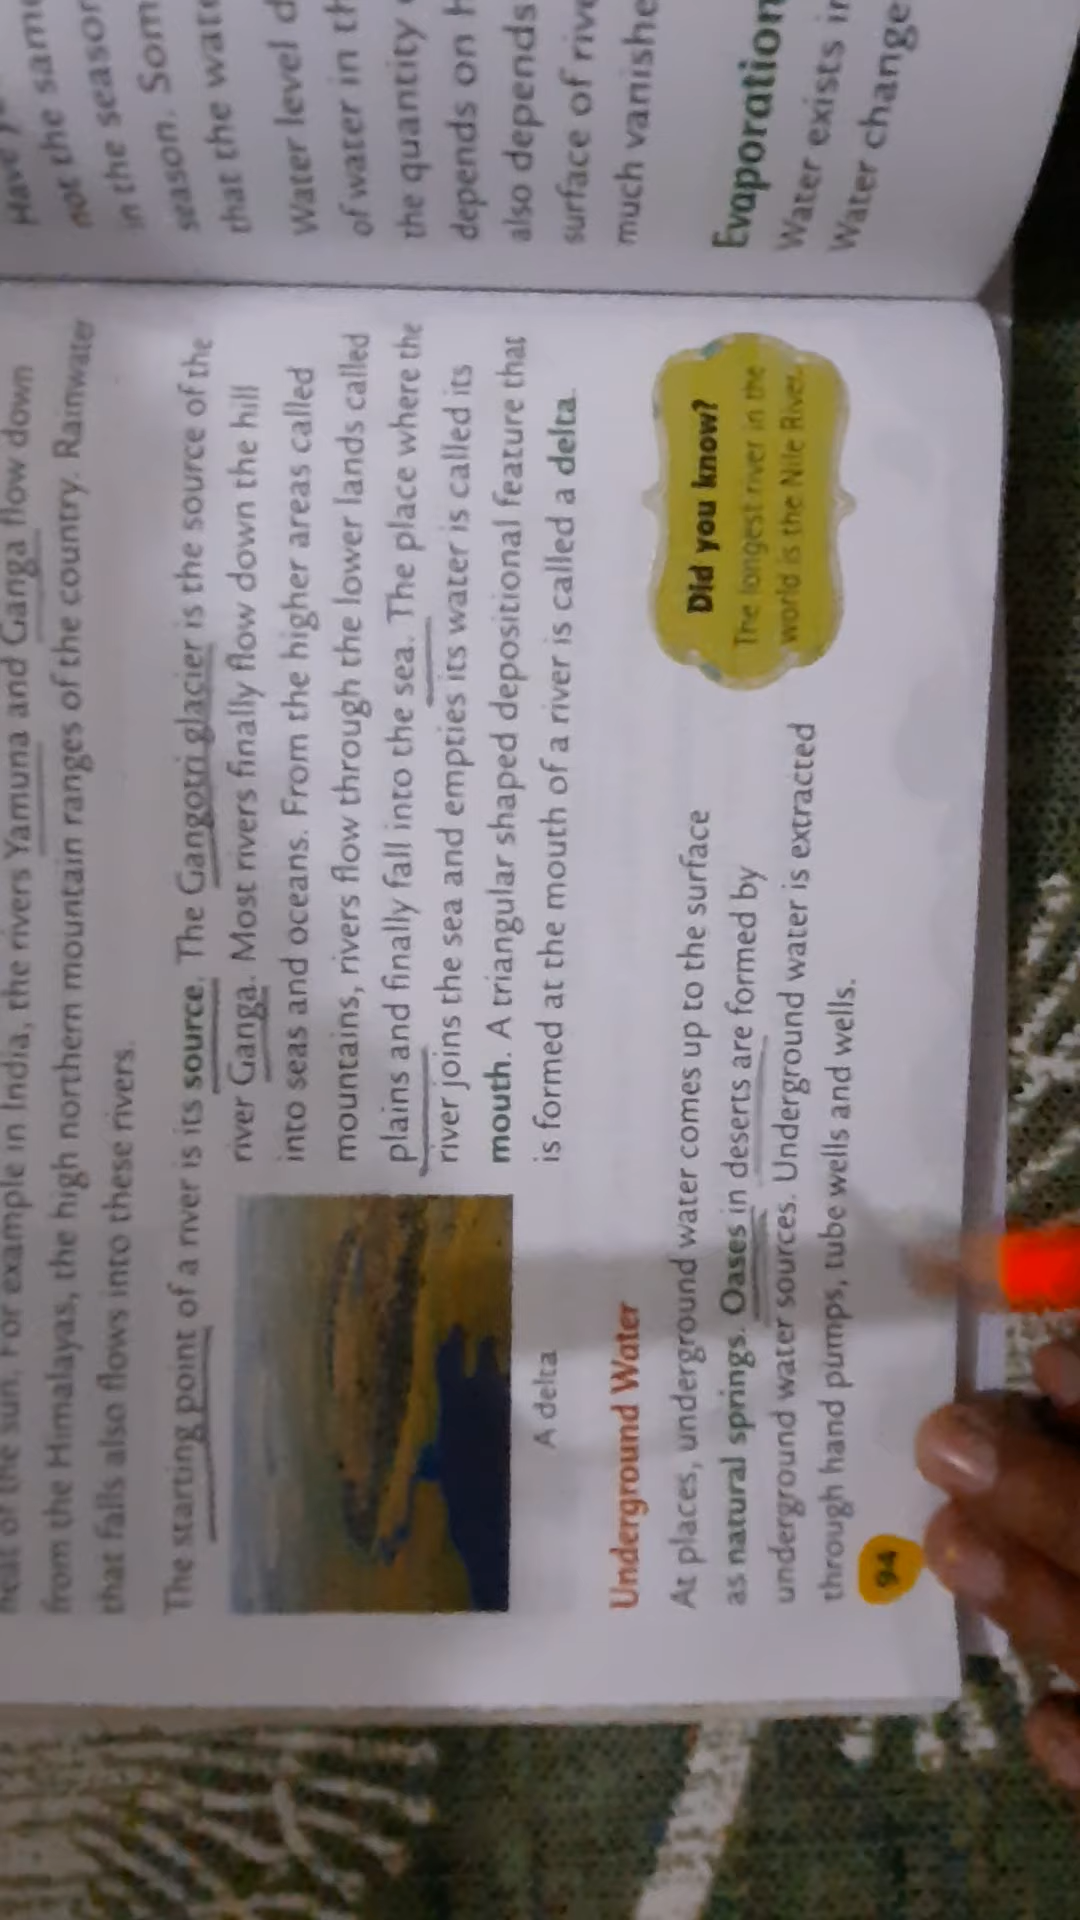 heat of the sun. For example in India, the rivers Yamuna and Ganga flow down
from the Himalayas, the high northern mountain ranges of the country. Rainwater
that falls also flows into these rivers.
The starting point of a river is its source. The Gangotri glacier is the source of the
river Ganga. Most rivers finally flow down the hill
into seas and oceans. From the higher areas called
mountains, rivers flow through the lower lands called
plains and finally fall into the sea. The place where the
river joins the sea and empties its water is called its
mouth. A triangular shaped depositional feature that
is formed at the mouth of a river is called a delta.
A delta
Underground Water
At places, underground water comes up to the surface
as natural springs. Oases in deserts are formed by
underground water sources. Underground water is extracted
through hand pumps, tube wells and wells.
Did you know?
The longest river in the
world is the Nile River.
94
Have
not the same
in the season
season. Som
that the wate
Water level d
of water in th
the quantity
depends on h
also depends
surface of rive
much vanishe
Evaporation
Water exists in
Water change